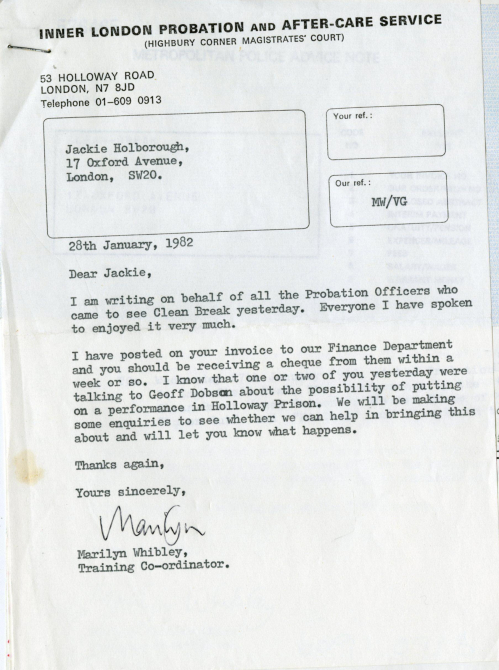 INNER LONDON PROBATION AND AFTER-CARE SERVICE
(HIGHBURY CORNER MAGISTRATES' COURT)
METROPOLITAN POLICE ADVICE NOTE
53 HOLLOWAY ROAD
LONDON, N7 8JD
Telephone 01-609 0913
Your ref.:
Jackie Holborough,
17 Oxford Avenue,
London, SW20.
Our ref.:
MW/VG
28th January, 1982
Dear Jackie,
I am writing on behalf of all the Probation Officers who
came to see Clean Break yesterday. Everyone I have spoken
to enjoyed it very much.
I have posted on your invoice to our Finance Department
and you should be receiving a cheque from them within a
week or so. I know that one or two of you yesterday were
talking to Geoff Dobson about the possibility of putting
on a performance in Holloway Prison. We will be making
some enquiries to see whether we can help in bringing this
about and will let you know what happens.
Thanks again,
Yours sincerely,
Marilyn
Marilyn Whibley,
Training Co-ordinator.